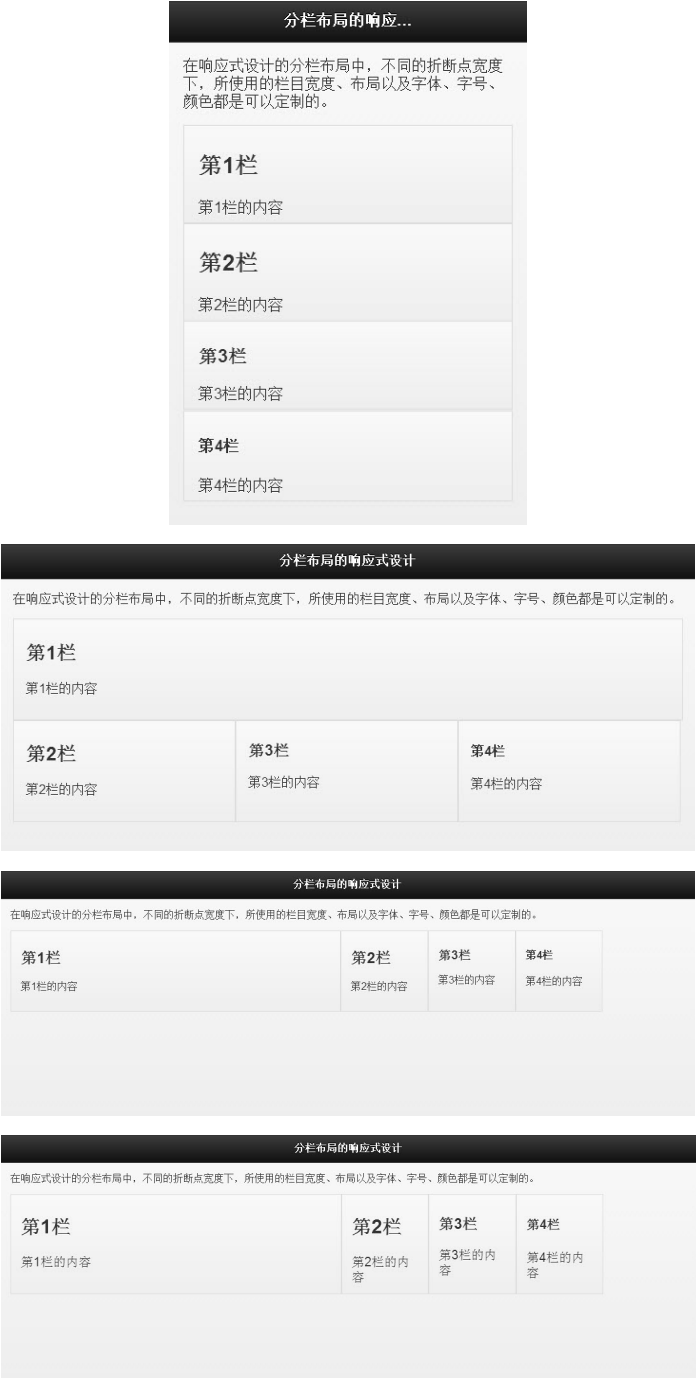 分栏布局的响应...
在响应式设计的分栏布局中，不同的折断点宽度
下，所使用的栏目宽度、布局以及字体、字号、
颜色都是可以定制的。
第1栏
第1栏的内容
第2栏
第2栏的内容
第3栏
第3栏的内容
第4栏
第4栏的内容
分栏布局的响应式设计
在响应式设计的分栏布局中，不同的折断点宽度下，所使用的栏目宽度、布局以及字体、字号、颜色都是可以定制的。
第1栏
第1栏的内容
第2栏
第2栏的内容
第3栏
第3栏的内容
第4栏
第4栏的内容
分栏布局的响应式设计
在响应式设计的分栏布局中，不同的折断点宽度下，所使用的栏目宽度、布局以及字体、字号、颜色都是可以定制的。
第1栏
第1栏的内容
第2栏
第2栏的内容
第3栏
第3栏的内容
第4栏
第4栏的内容
分栏布局的响应式设计
在响应式设计的分栏布局中，不同的折断点宽度下，所使用的栏目宽度、布局以及字体、字号、颜色都是可以定制的。
第1栏
第1栏的内容
第2栏
第2栏的内
容
第3栏
第3栏的内
容
第4栏
第4栏的内
容